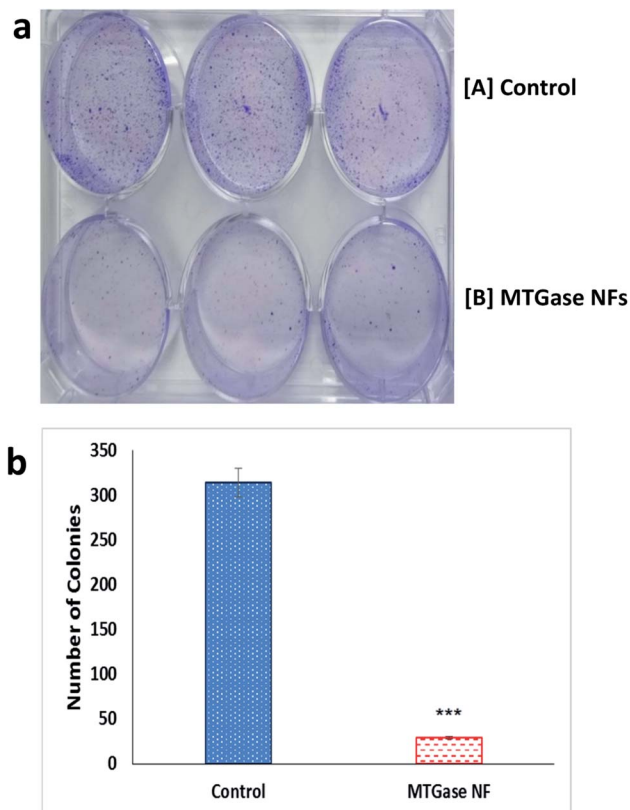 a
[A] Control
[B] MTGase NFs
b
350
300
250
200
150
100
50
0
Number of Colonies
***
Control MTGase NF